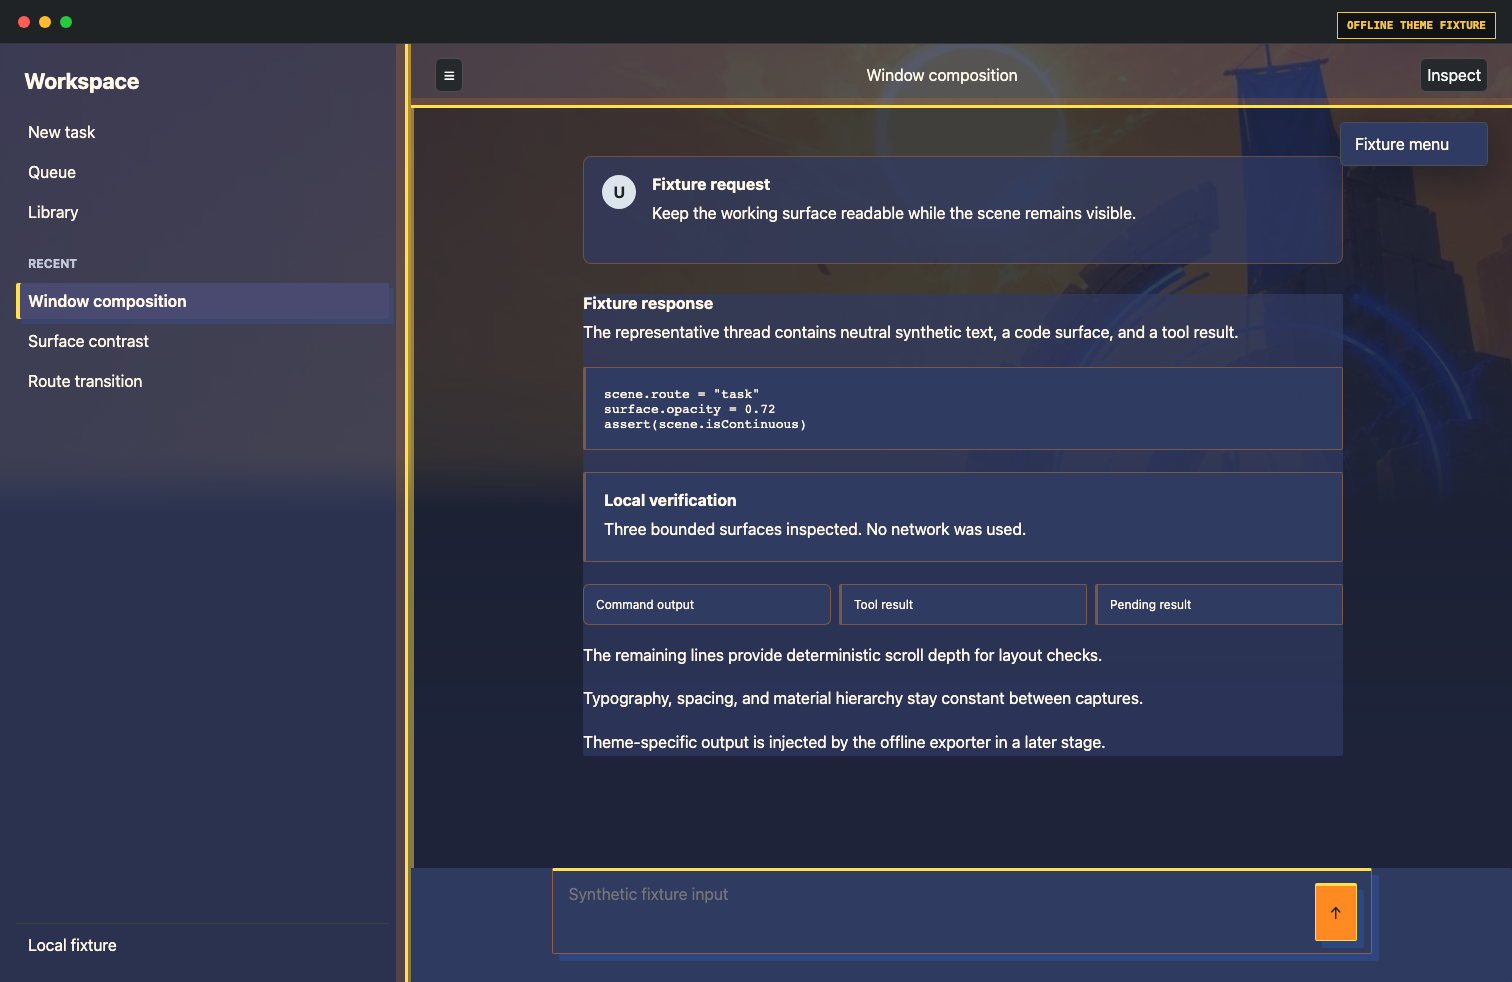 OFFLINE THEME FIXTURE
Workspace
New task
Queue
Library
RECENT
Window composition
Surface contrast
Route transition
Local fixture
Window composition
Inspect
Fixture menu
U
Fixture request
Keep the working surface readable while the scene remains visible.
Fixture response
The representative thread contains neutral synthetic text, a code surface, and a tool result.
scene.route = "task"
surface.opacity = 0.72
assert(scene.isContinuous)
Local verification
Three bounded surfaces inspected. No network was used.
Command output
Tool result
Pending result
The remaining lines provide deterministic scroll depth for layout checks.
Typography, spacing, and material hierarchy stay constant between captures.
Theme-specific output is injected by the offline exporter in a later stage.
Synthetic fixture input